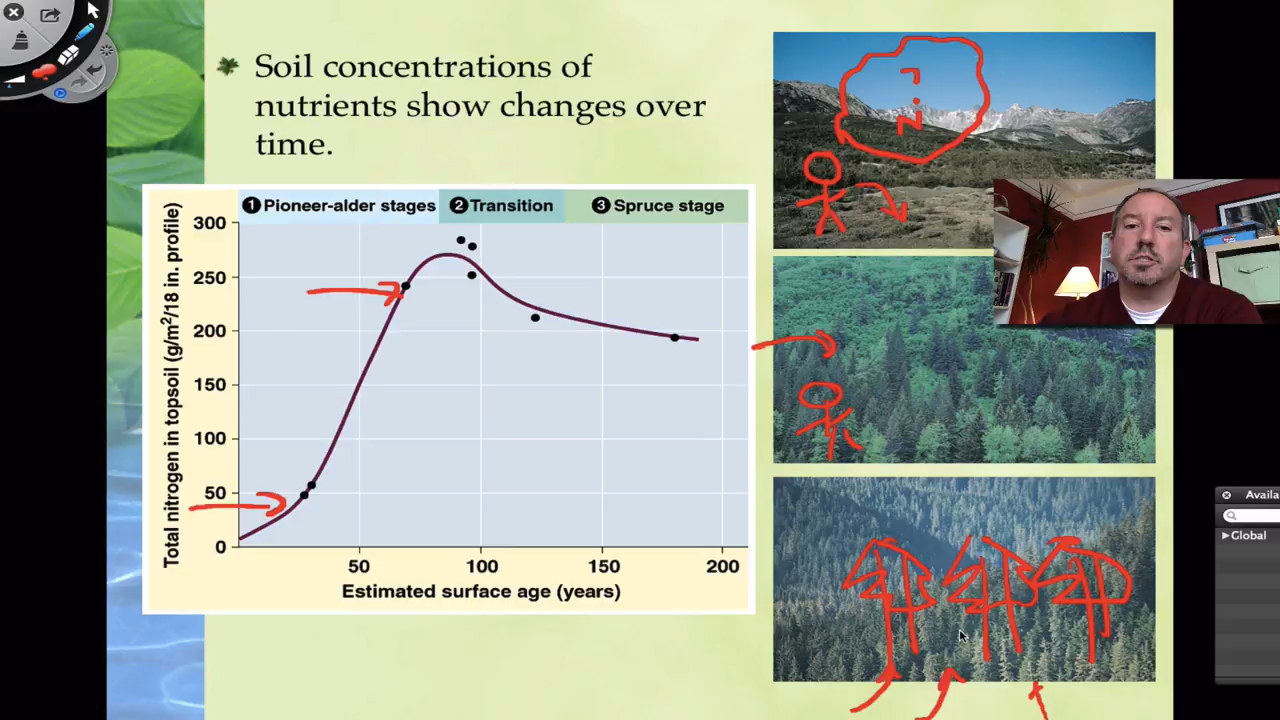 Soil concentrations of
nutrients show changes over
time.
1 Pioneer-alder stages
2 Transition
3 Spruce stage
Total nitrogen in topsoil (g/m²/18 in. profile)
300
250
200
150
100
50
0
50
100
150
200
Estimated surface age (years)
Availa
Global